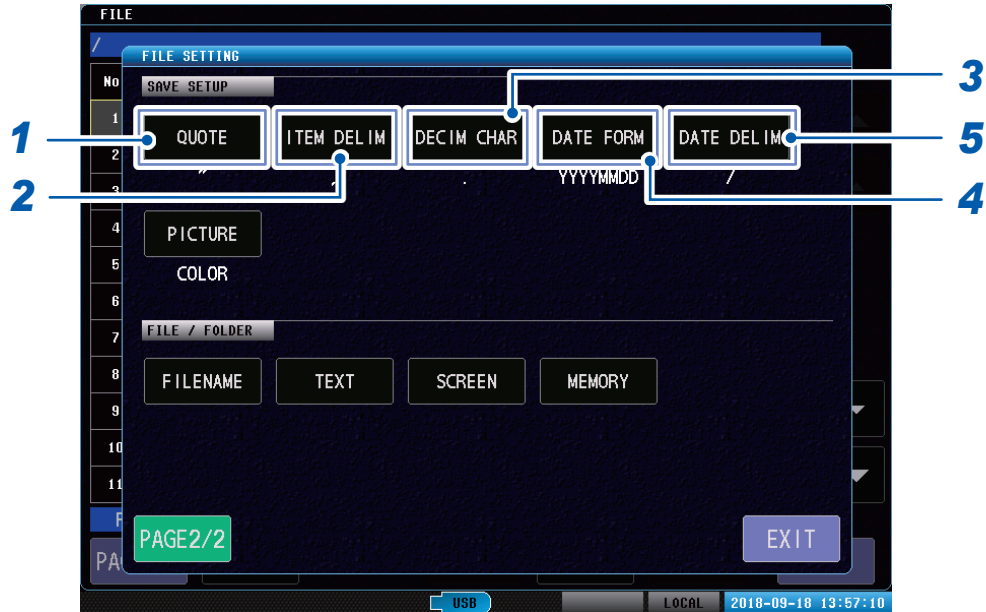 FILE
/
FILE SETTING
No
SAVE SETUP
3
1
1
QUOTE
ITEM DELIM
DECIM CHAR
DATE FORM
DATE DELIM
5
2
"
,
.
YYYYMMDD
/
2
3
4
4
PICTURE
5
COLOR
6
7
FILE / FOLDER
8
FILENAME
TEXT
SCREEN
MEMORY
9
10
11
PAGE2/2
EXIT
PA
USB
LOCAL
2018-09-18 13:57:10